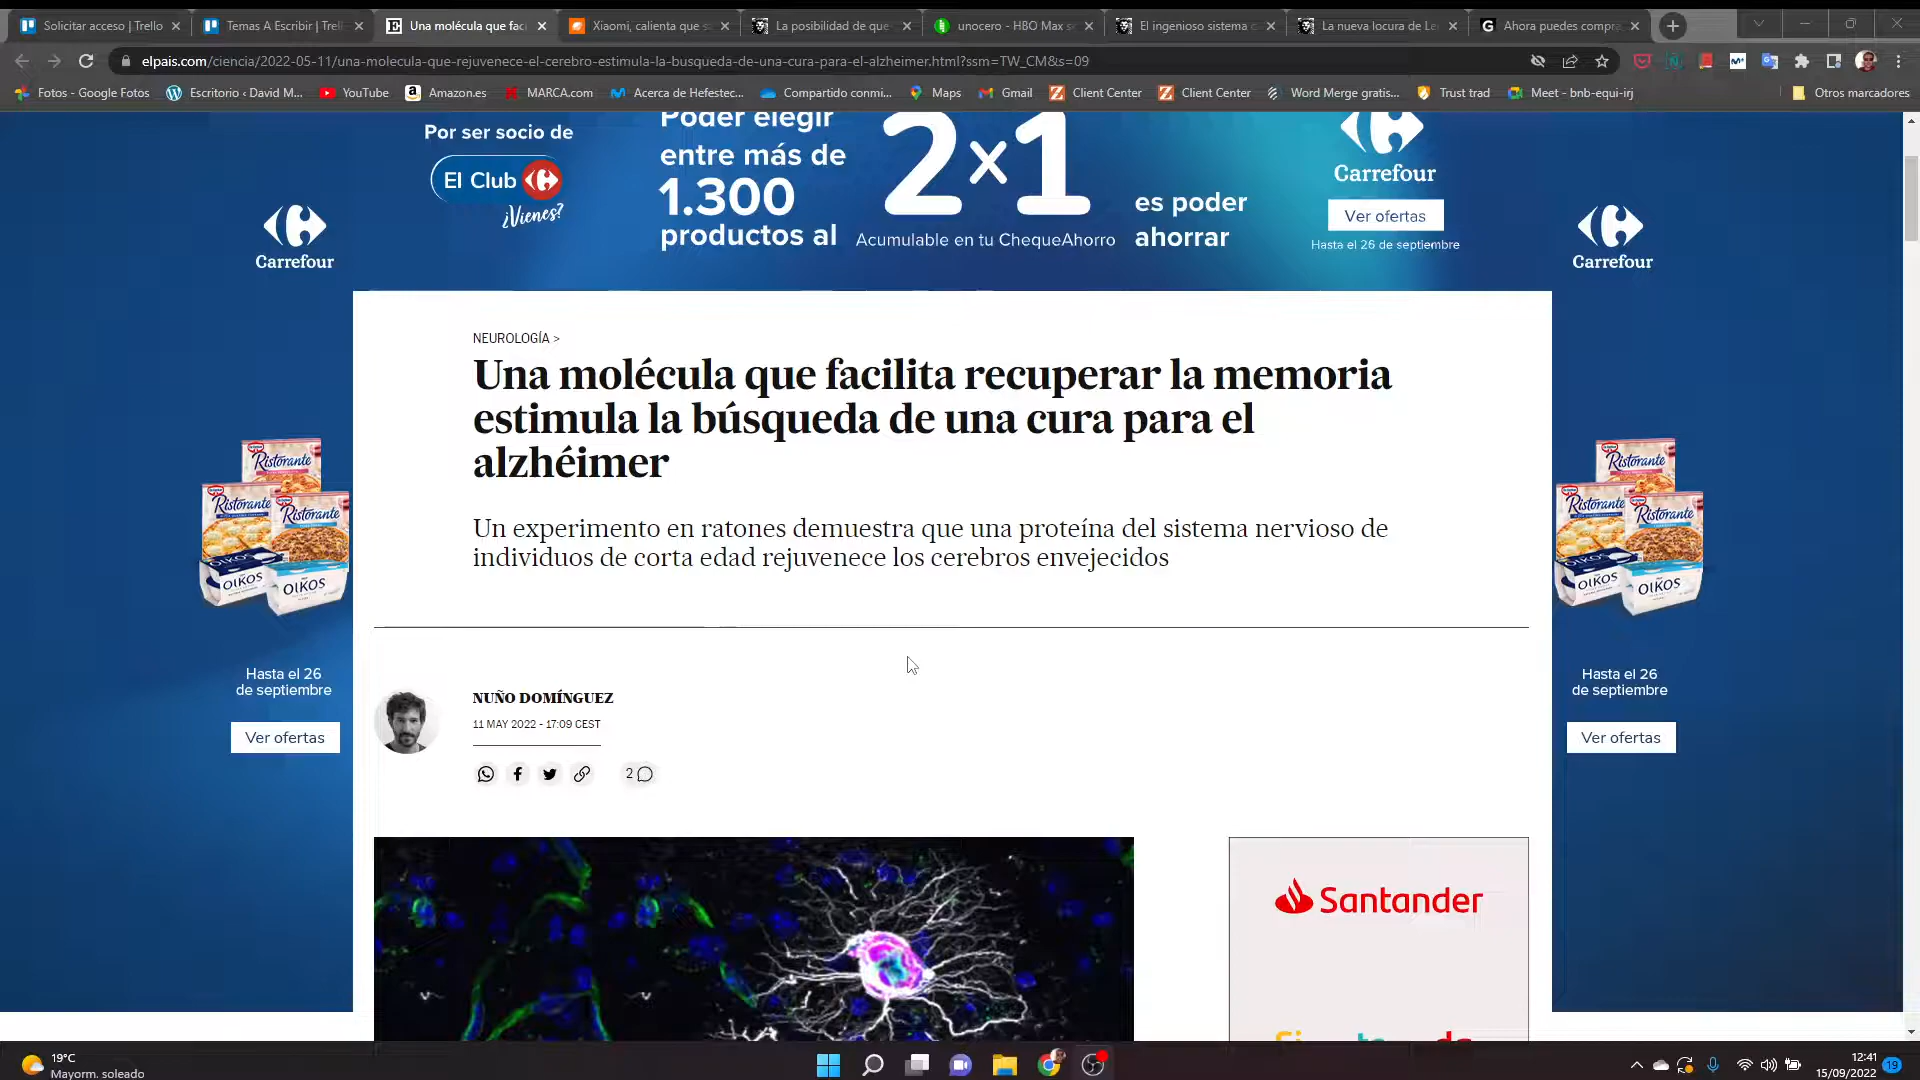 Solicitar acceso | Trello
Temas A Escribir | Trell
Una molécula que fac
Xiaomi, calienta que s
La posibilidad de que
unocero - HBO Max s
El ingenioso sistema c
La nueva locura de Le
Ahora puedes compra
elpais.com/ciencia/2022-05-11/una-molecula-que-rejuvenece-el-cerebro-estimula-la-busqueda-de-una-cura-para-el-alzheimer.html?ssm=TW_CM&s=09
Fotos - Google Fotos
Escritorio ‹ David M...
YouTube
Amazon.es
MARCA.com
Acerca de Hefestec...
Compartido conmi...
Maps
Gmail
Client Center
Client Center
Word Merge gratis...
Trust trad
Meet - bnb-equi-irj
Otros marcadores
Por ser socio de
El Club
¿Vienes?
Poder elegir
entre más de
1.300
productos al
2x1
Acumulable en tu ChequeAhorro
es poder
ahorrar
Carrefour
Ver ofertas
Hasta el 26 de septiembre
Carrefour
Carrefour
NEUROLOGÍA >
Una molécula que facilita recuperar la memoria
estimula la búsqueda de una cura para el
alzhéimer
Un experimento en ratones demuestra que una proteína del sistema nervioso de
individuos de corta edad rejuvenece los cerebros envejecidos
Ristorante
Ristorante
Ristorante
OIKOS
OIKOS
Ristorante
Ristorante
Ristorante
OIKOS
OIKOS
Hasta el 26
de septiembre
Ver ofertas
Hasta el 26
de septiembre
Ver ofertas
NUÑO DOMÍNGUEZ
11 MAY 2022 - 17:09 CEST
2
Santander
19°C
Mayorm. soleado
12:41
15/09/2022
19